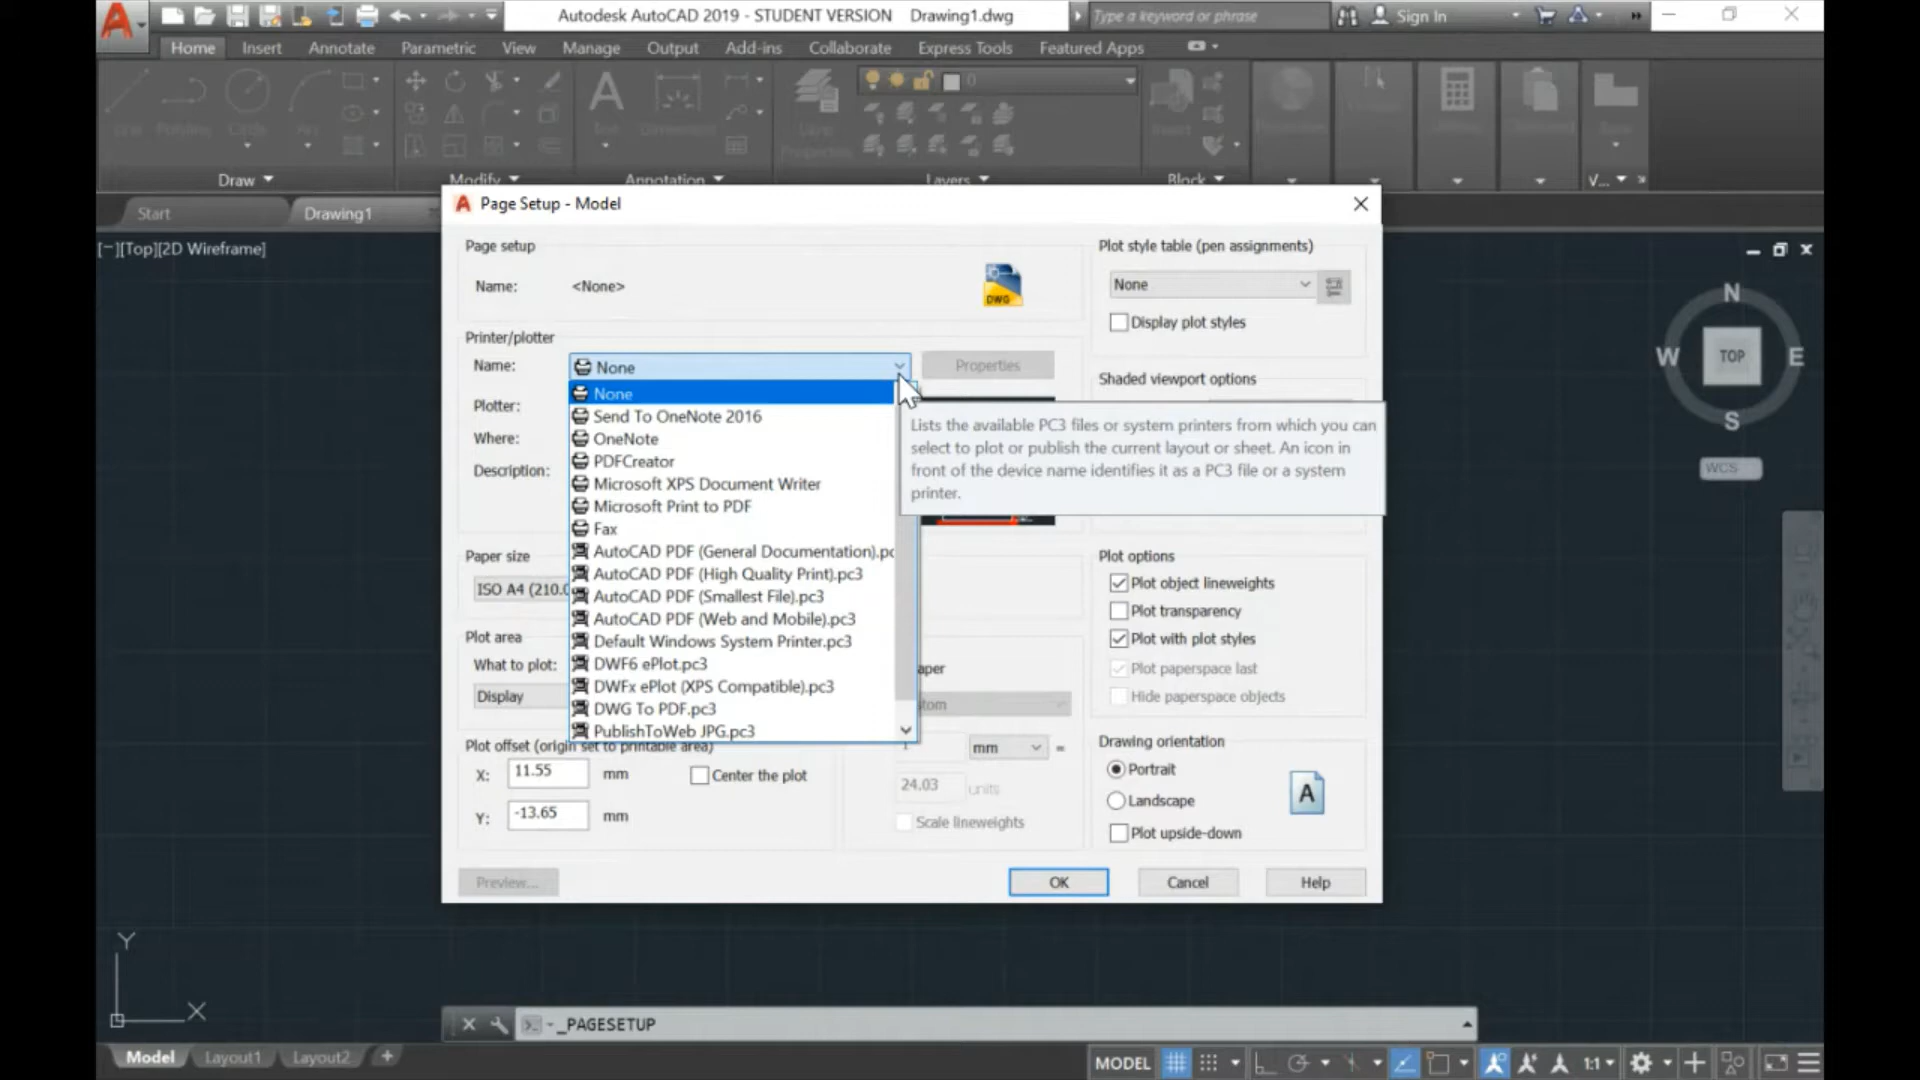 Autodesk AutoCAD 2019 - STUDENT VERSION Drawing1.dwg
Type a keyword or phrase
Sign In
Home Insert Annotate Parametric View Manage Output Add-ins Collaborate Express Tools Featured Apps
0
Draw Modify Annotation Layers Block V...
Start Drawing1
Page Setup - Model
[−][Top][2D Wireframe]
Page setup
Name: <None>
DWG
Plot style table (pen assignments)
None
Display plot styles
Printer/plotter
Name: None Properties
None
Send To OneNote 2016
OneNote
PDFCreator
Microsoft XPS Document Writer
Microsoft Print to PDF
Fax
AutoCAD PDF (General Documentation).pc
AutoCAD PDF (High Quality Print).pc3
AutoCAD PDF (Smallest File).pc3
AutoCAD PDF (Web and Mobile).pc3
Default Windows System Printer.pc3
DWF6 ePlot.pc3
DWFx ePlot (XPS Compatible).pc3
DWG To PDF.pc3
PublishToWeb JPG.pc3
Plotter:
Where:
Description:
Lists the available PC3 files or system printers from which you can
select to plot or publish the current layout or sheet. An icon in
front of the device name identifies it as a PC3 file or a system
printer.
Shaded viewport options
Paper size
ISO A4 (210.0
Plot area
What to plot:
Display
aper
tom
Plot offset (origin set to printable area)
X: 11.55 mm
Center the plot
Y: -13.65 mm
mm =
24.03 units
Scale lineweights
Plot options
Plot object lineweights
Plot transparency
Plot with plot styles
Plot paperspace last
Hide paperspace objects
Drawing orientation
Portrait
Landscape
Plot upside-down
A
Preview...
OK Cancel Help
N
W TOP E
S
WCS
Y
X
_PAGESETUP
Model Layout1 Layout2 +
MODEL 1:1